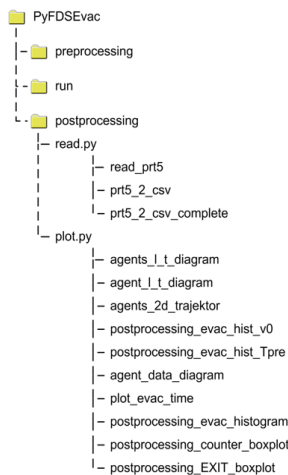 PyFDSEvac
preprocessing
run
postprocessing
read.py
read_prt5
prt5_2_csv
prt5_2_csv_complete
plot.py
agents_l_t_diagram
agent_l_t_diagram
agents_2d_trajektor
postprocessing_evac_hist_v0
postprocessing_evac_hist_Tpre
agent_data_diagram
plot_evac_time
postprocessing_evac_histogram
postprocessing_counter_boxplot
postprocessing_EXIT_boxplot